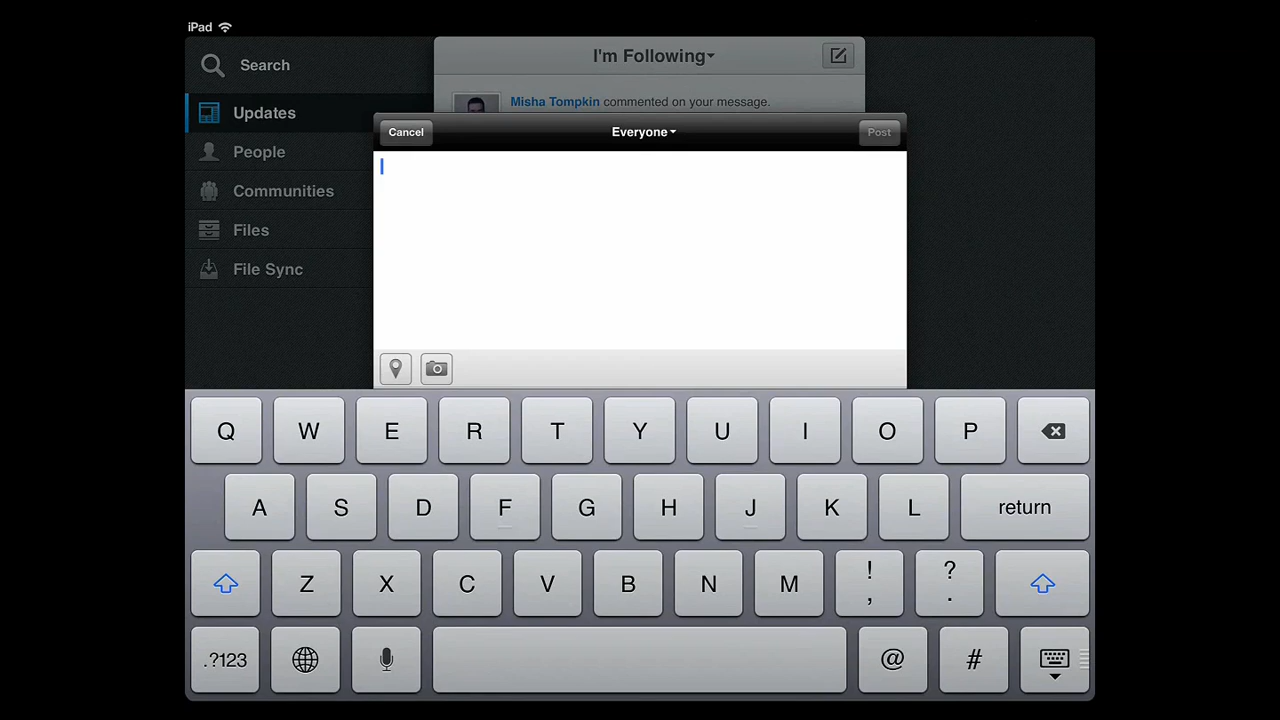 iPad
Search
I'm Following
Misha Tompkin commented on your message.
Updates
Cancel
Everyone
Post
People
Communities
Files
File Sync
Q W E R T Y U I O P
A S D F G H J K L return
Z X C V B N M ! , ? .
.?123 @ #